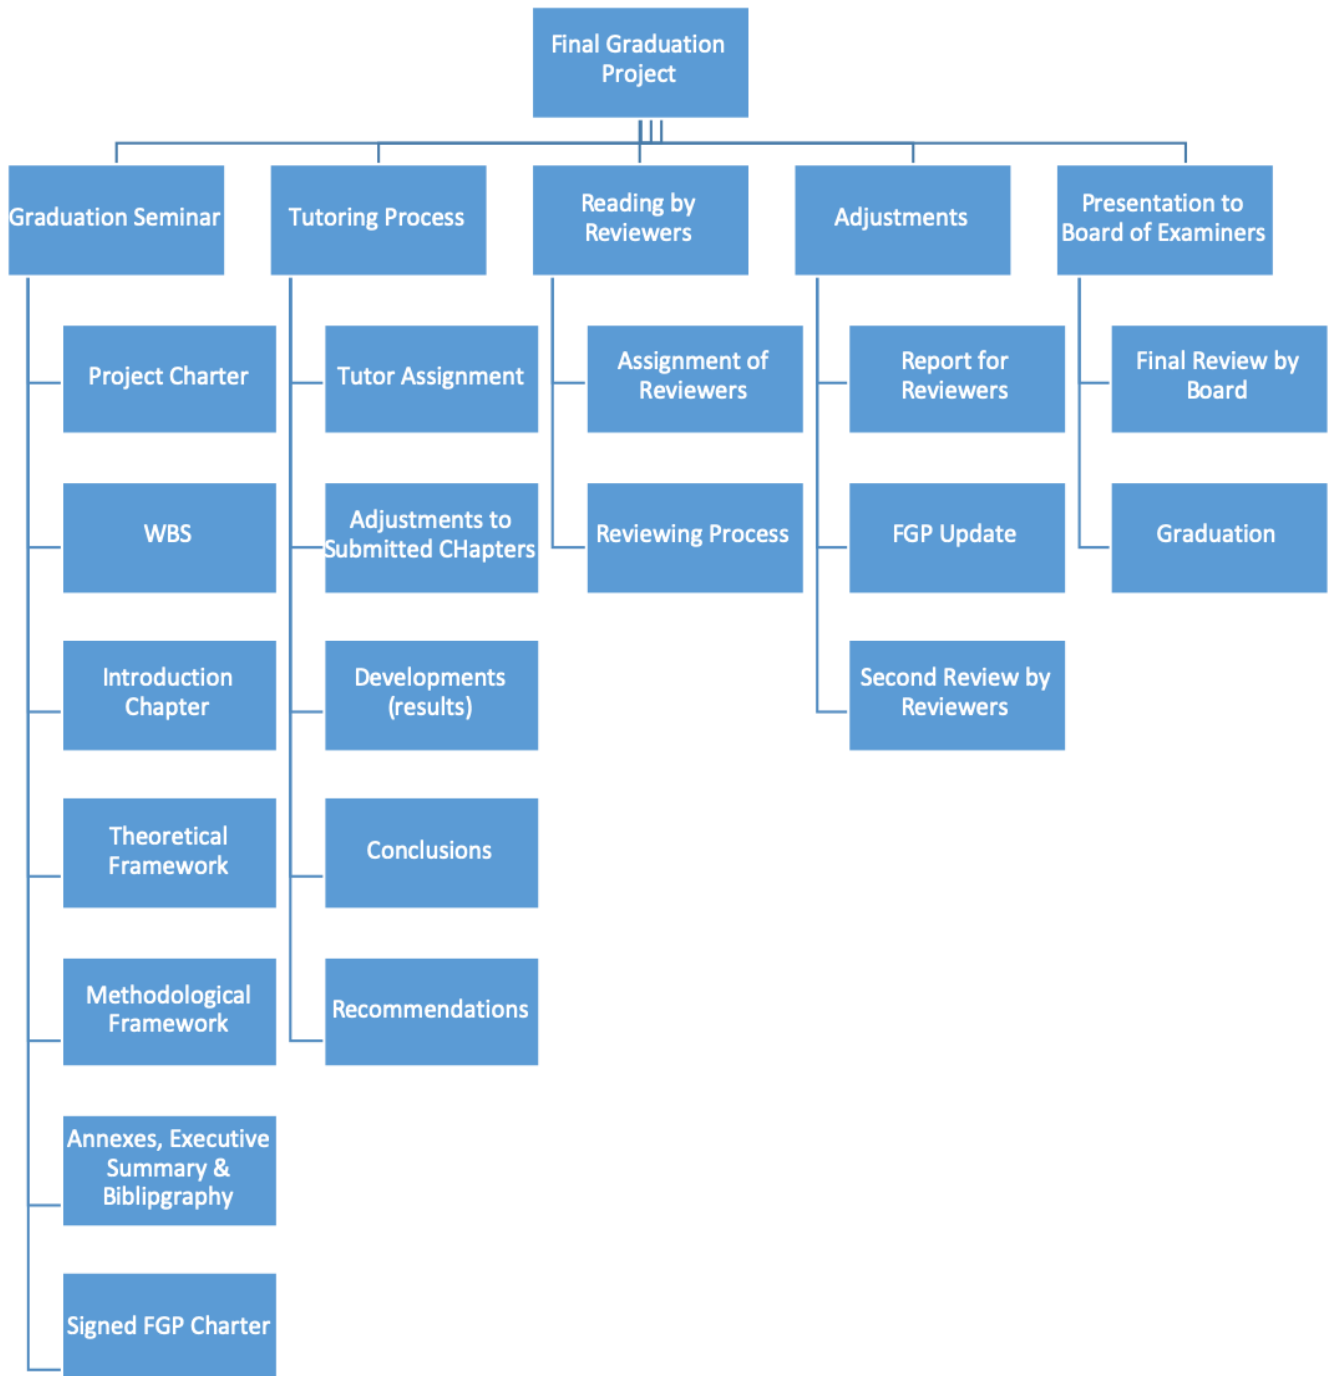 Final Graduation
Project
Graduation Seminar
Tutoring Process
Reading by
Reviewers
Adjustments
Presentation to
Board of Examiners
Project Charter
WBS
Introduction
Chapter
Theoretical
Framework
Methodological
Framework
Annexes, Executive
Summary &
Biblipgraphy
Signed FGP Charter
Tutor Assignment
Adjustments to
Submitted CHapters
Developments
(results)
Conclusions
Recommendations
Assignment of
Reviewers
Reviewing Process
Report for
Reviewers
FGP Update
Second Review by
Reviewers
Final Review by
Board
Graduation